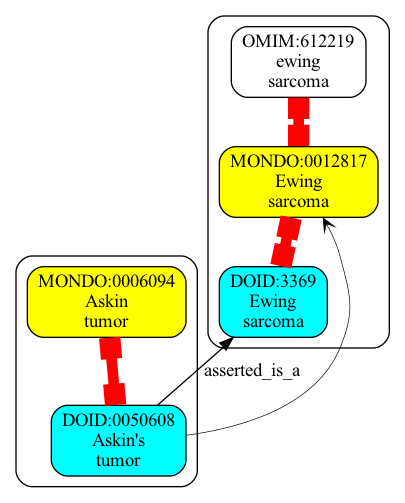 OMIM:612219
ewing
sarcoma
MONDO:0012817
Ewing
sarcoma
MONDO:0006094
Askin
tumor
DOID:3369
Ewing
sarcoma
asserted_is_a
DOID:0050608
Askin's
tumor